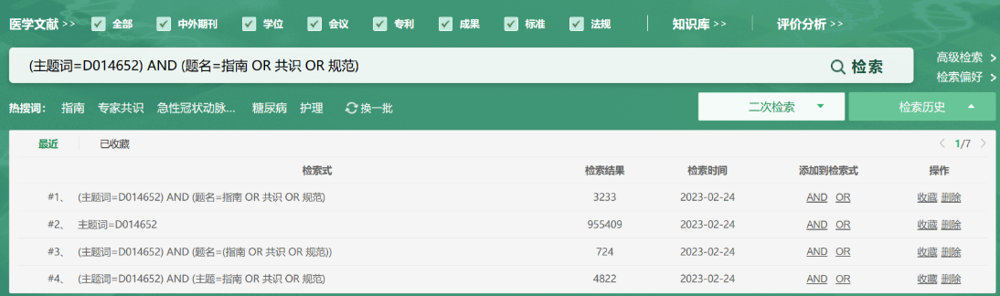 医学文献 >> 全部 中外期刊 学位 会议 专利 成果 标准 法规 知识库 >> 评价分析 >>
(主题词=D014652) AND (题名=指南 OR 共识 OR 规范) 检索
高级检索 >
检索偏好 >
热搜词： 指南 专家共识 急性冠状动脉... 糖尿病 护理 换一批 二次检索 检索历史
最近 已收藏 < 1/7 >
检索式 检索结果 检索时间 添加到检索式 操作
#1、 (主题词=D014652) AND (题名=指南 OR 共识 OR 规范) 3233 2023-02-24 AND OR 收藏 删除
#2、 主题词=D014652 955409 2023-02-24 AND OR 收藏 删除
#3、 (主题词=D014652) AND (题名=(指南 OR 共识 OR 规范)) 724 2023-02-24 AND OR 收藏 删除
#4、 (主题词=D014652) AND (主题=指南 OR 共识 OR 规范) 4822 2023-02-24 AND OR 收藏 删除